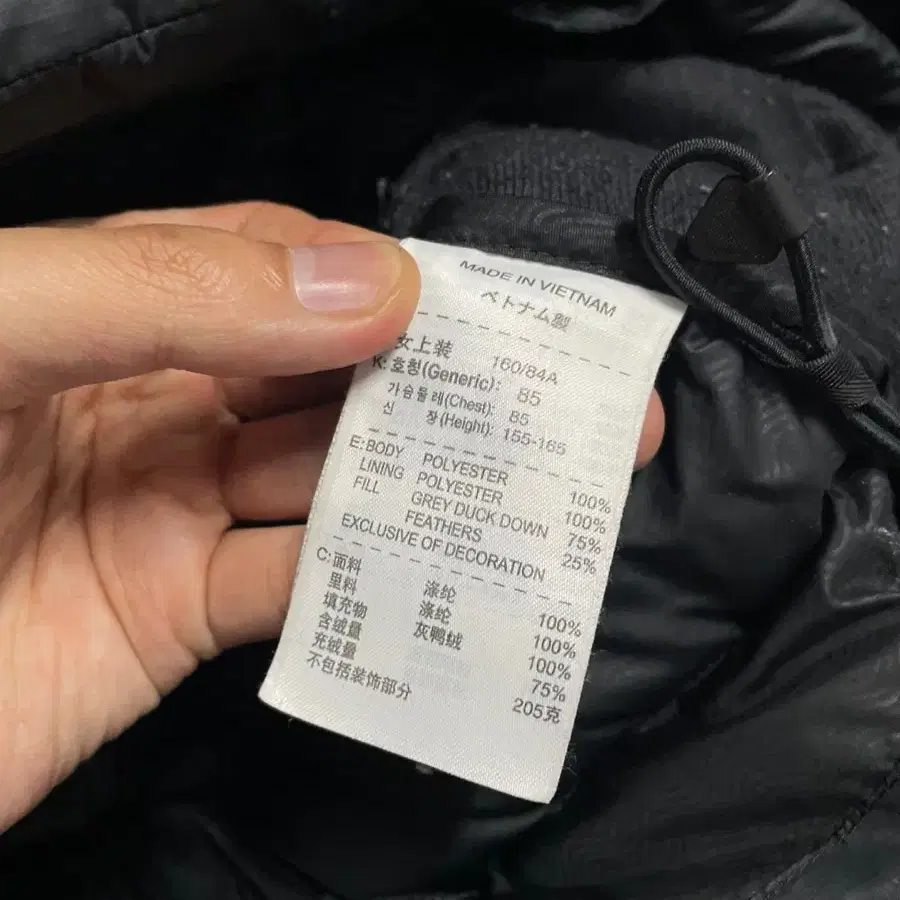 MADE IN VIETNAM
ベトナム製
女上装 160/84A
K: 호칭(Generic): 85
가슴둘레(Chest): 85
신 장(Height): 155-165
E: BODY POLYESTER 100%
LINING POLYESTER 100%
FILL GREY DUCK DOWN 75%
FEATHERS 25%
EXCLUSIVE OF DECORATION
C: 面料 涤纶 100%
里料 涤纶 100%
填充物 灰鸭绒 100%
含绒量 75%
充绒量 205克
不包括装饰部分